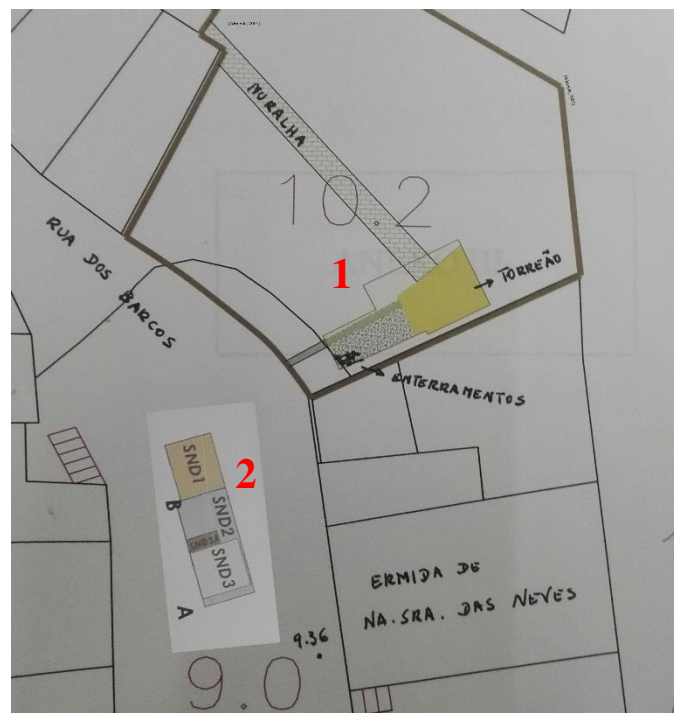 MURALHA
10.2
1
TORREÃO
RUA DOS
BARCOS
ENTERRAMENTOS
SND1
2
B
SND2
SND3
A
ERMIDA DE
NA. SRA. DAS NEVES
9.36
9.0